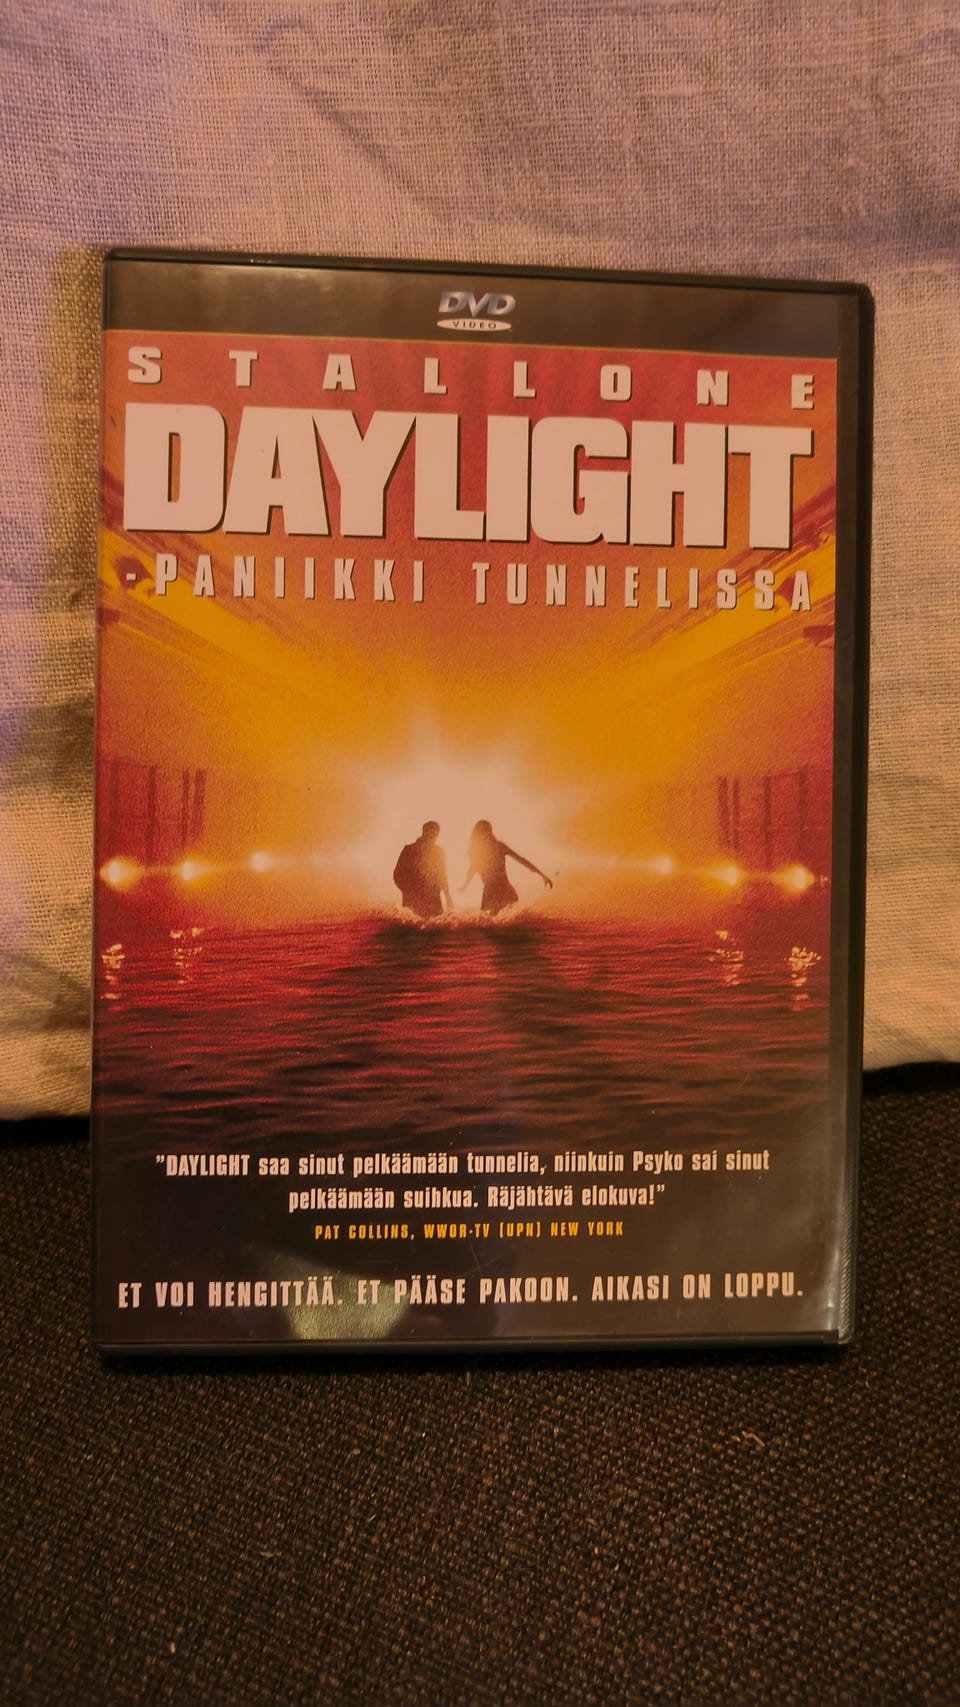 DVD
VIDEO
STALLONE
DAYLIGHT
-PANIIKKI TUNNELISSA
"DAYLIGHT saa sinut pelkäämään tunnelia, niinkuin Psyko sai sinut
pelkäämään suihkua. Räjähtävä elokuva!"
PAT COLLINS, WWOR-TV (UPN) NEW YORK
ET VOI HENGITTÄÄ. ET PÄÄSE PAKOON. AIKASI ON LOPPU.